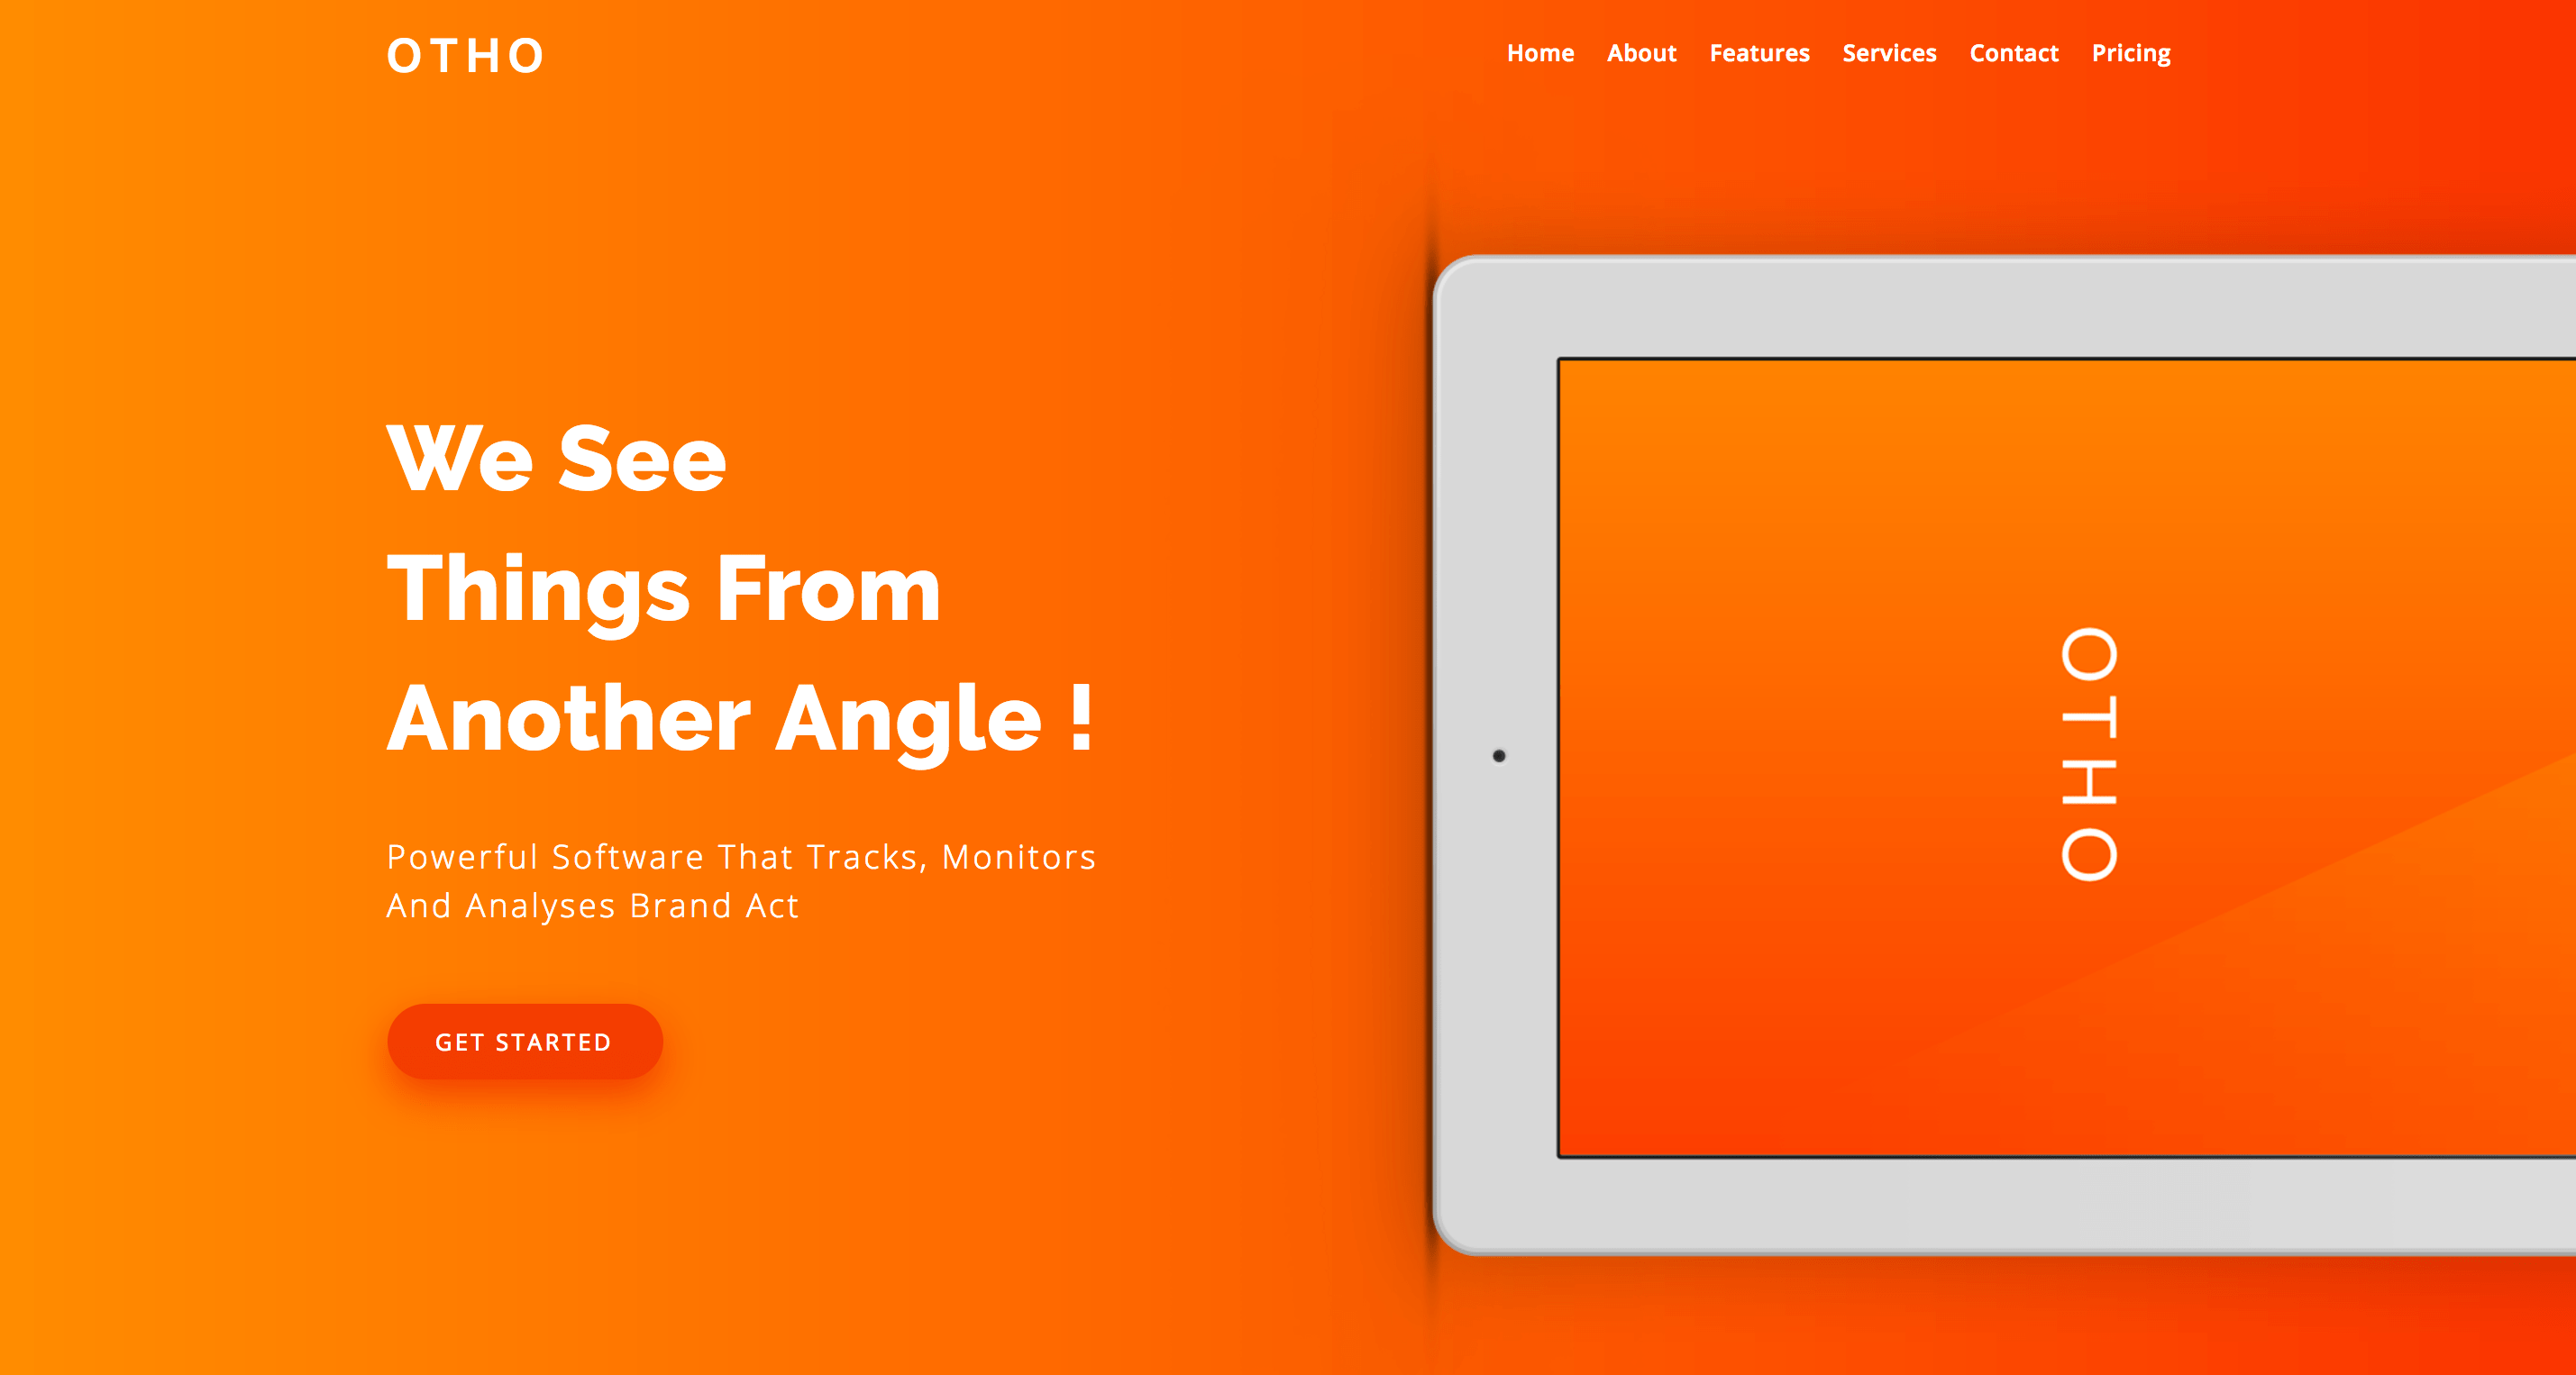 OTHO
Home About Features Services Contact Pricing
We See
Things From
Another Angle !
Powerful Software That Tracks, Monitors
And Analyses Brand Act
GET STARTED
OTHO